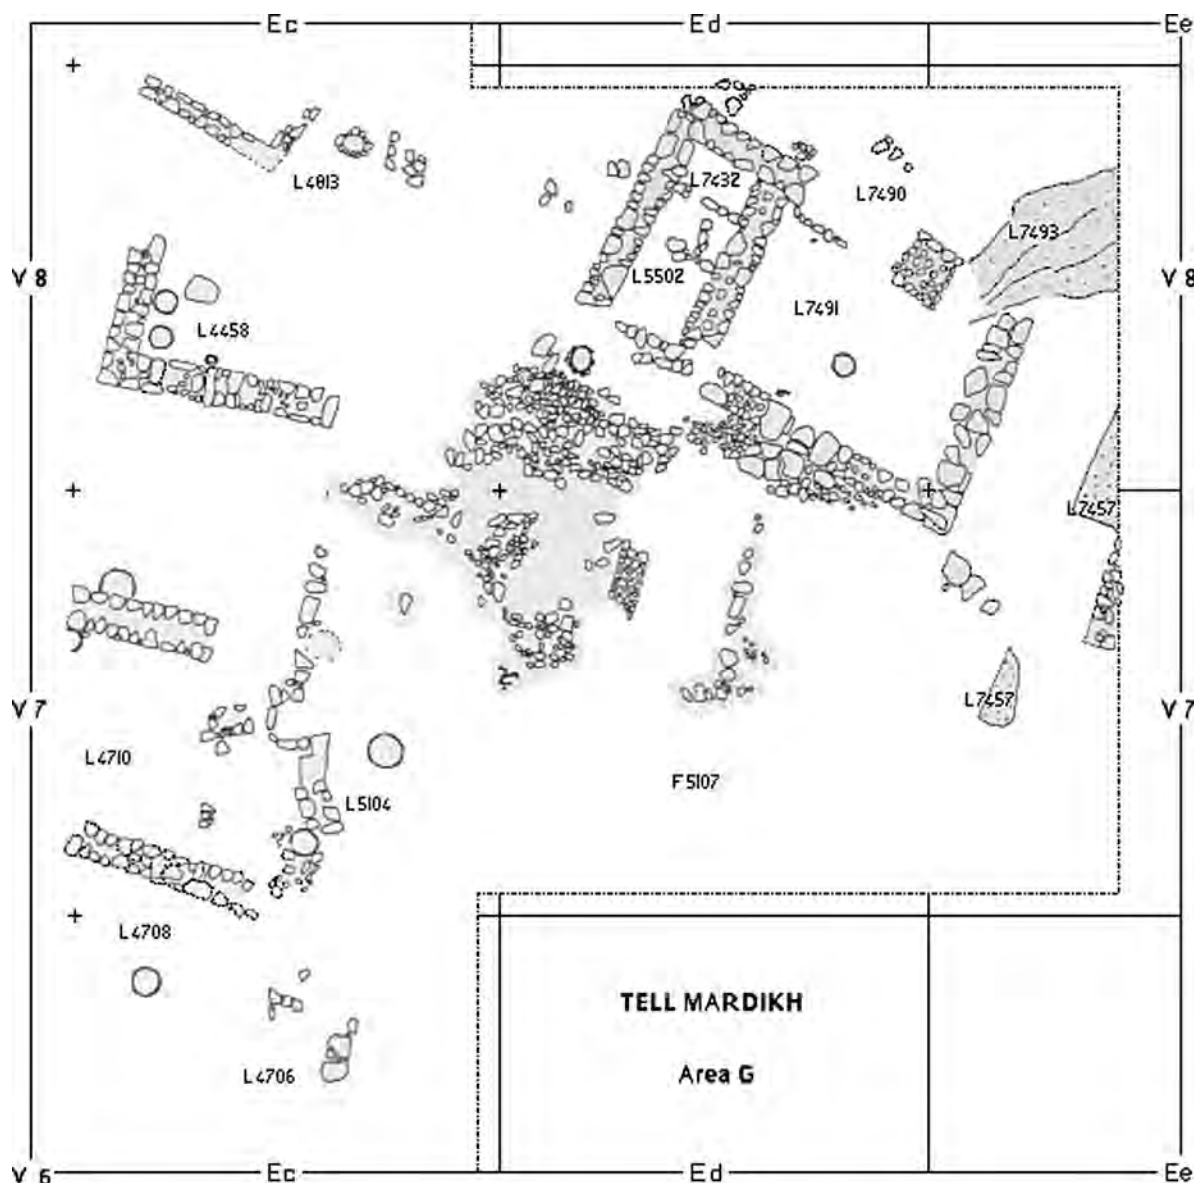 Ec Ed Ee
L4813
L7432
L7490
L7493
V 8
L5502
V 8
L4458
L7491
L7457
L7457
V 7
V 7
L4710
F5107
L5104
L4708
TELL MARDIKH
Area G
L4706
V 6 Ec Ed Ee